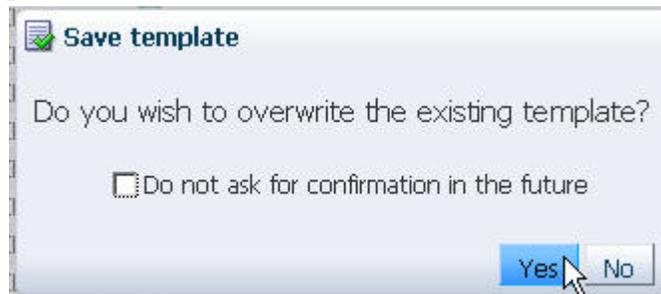 Save template
Do you wish to overwrite the existing template?
Do not ask for confirmation in the future
Yes No